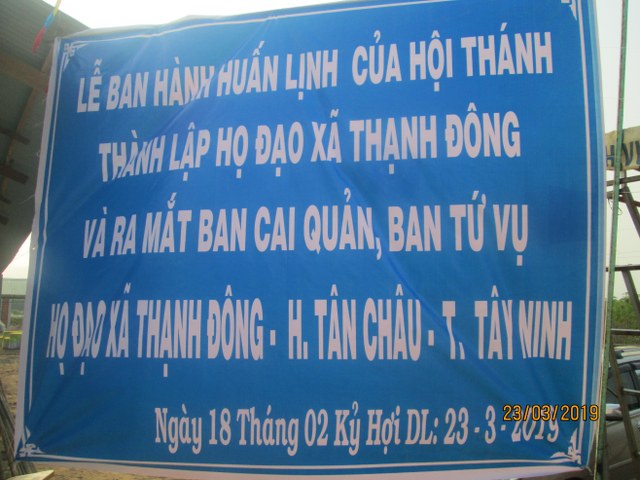 LỄ BAN HÀNH HUẤN LỊNH CỦA HỘI THÁNH
THÀNH LẬP HỌ ĐẠO XÃ THẠNH ĐÔNG
VÀ RA MẮT BAN CAI QUẢN, BAN TỨ VỤ
HỌ ĐẠO XÃ THẠNH ĐÔNG - H. TÂN CHÂU - T. TÂY NINH
Ngày 18 Tháng 02 Kỷ Hợi DL: 23 - 3 - 2019
23/03/2019